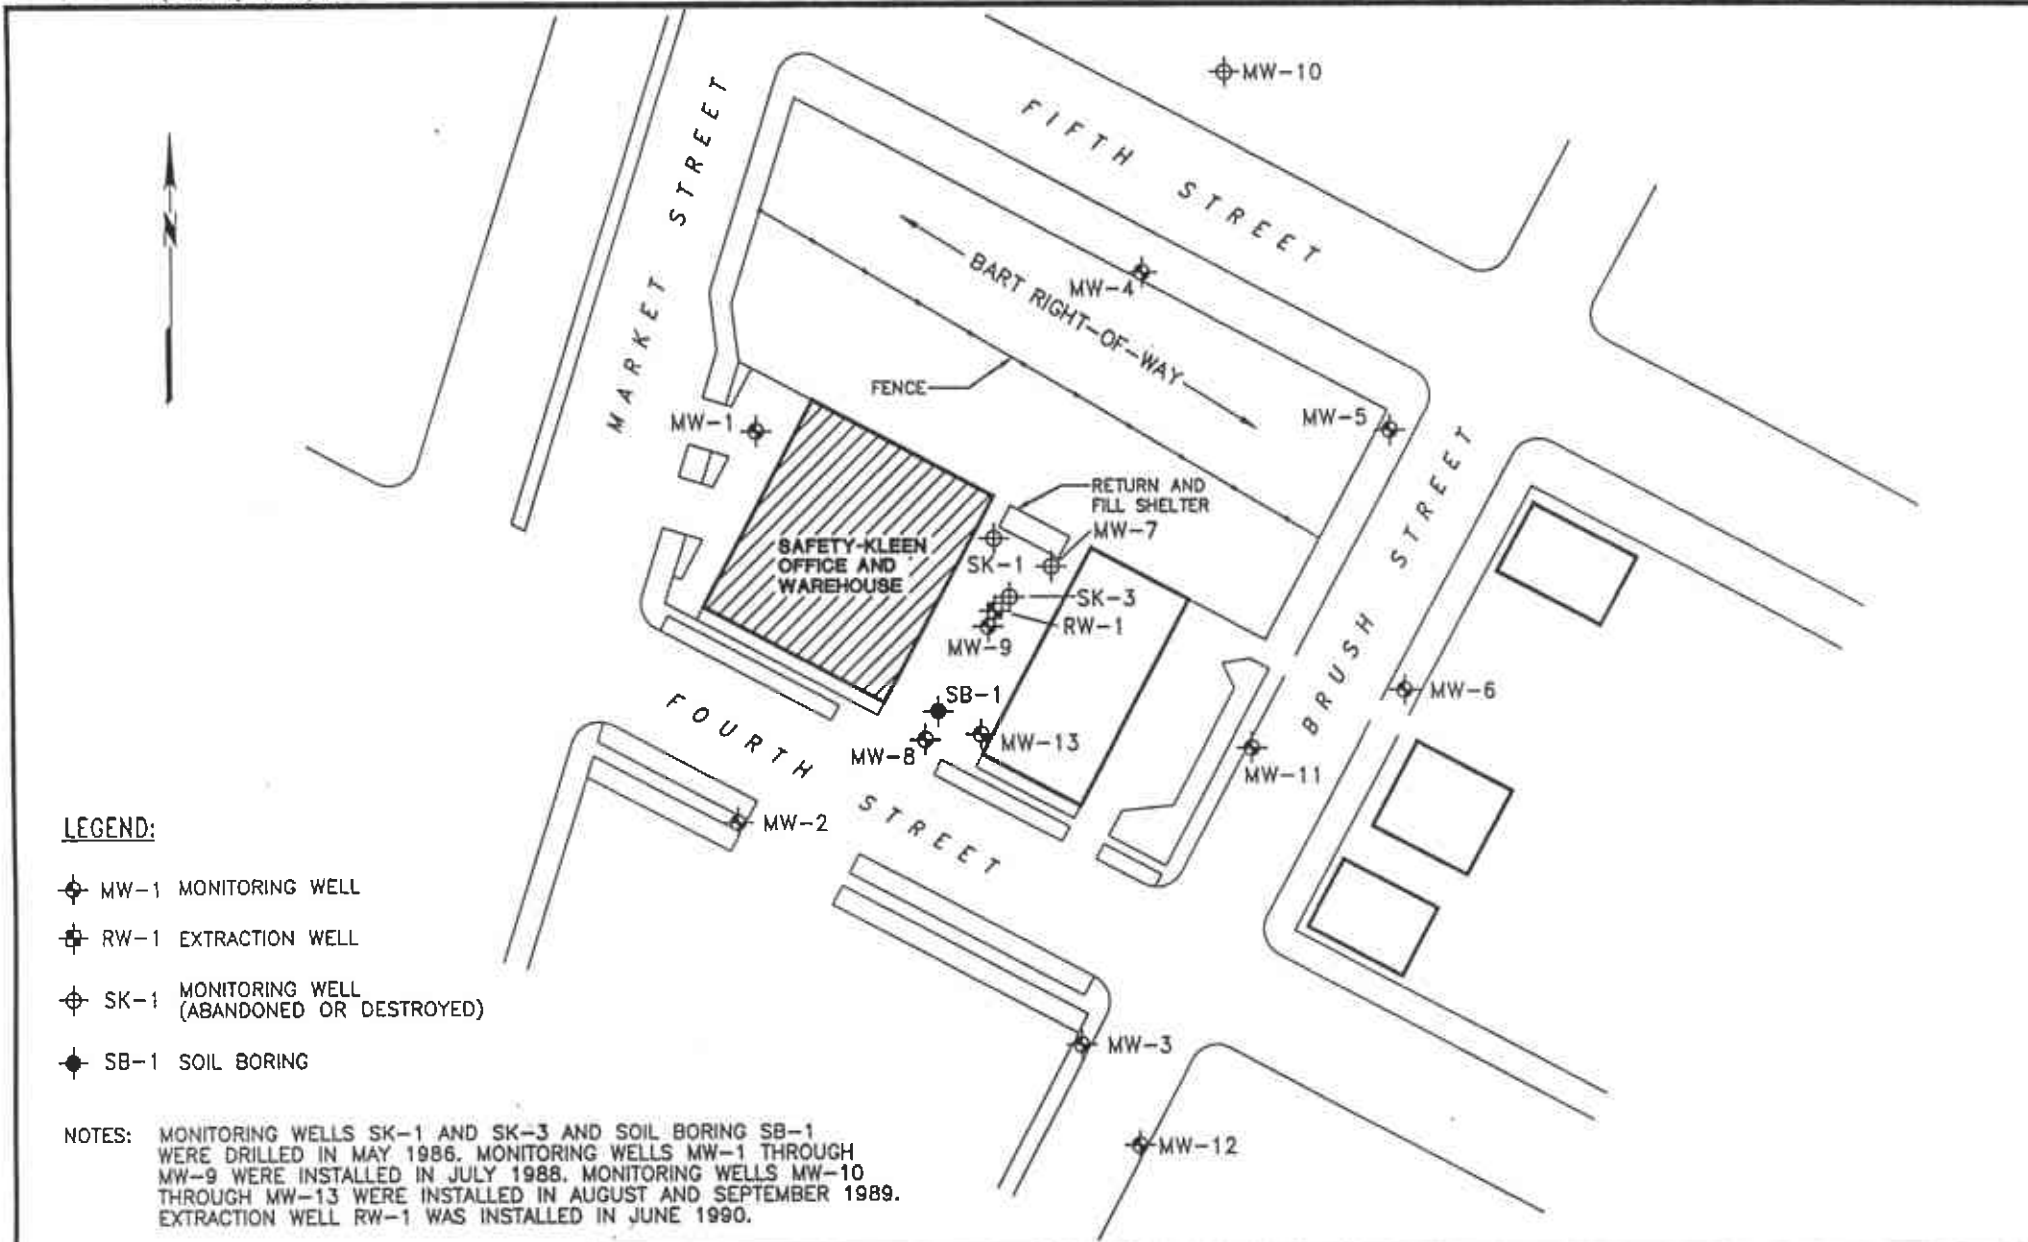 MW-10
FIFTH STREET
MARKET STREET
N
BART RIGHT-OF-WAY
MW-4
FENCE
MW-5
MW-1
RETURN AND
FILL SHELTER
MW-7
SAFETY-KLEEN
OFFICE AND
WAREHOUSE
SK-1
SK-3
RW-1
MW-9
BRUSH STREET
MW-6
SB-1
MW-8
MW-13
MW-11
FOURTH STREET
MW-2
MW-3
MW-12
LEGEND:
MW-1 MONITORING WELL
RW-1 EXTRACTION WELL
SK-1 MONITORING WELL
(ABANDONED OR DESTROYED)
SB-1 SOIL BORING
NOTES: MONITORING WELLS SK-1 AND SK-3 AND SOIL BORING SB-1
WERE DRILLED IN MAY 1986. MONITORING WELLS MW-1 THROUGH
MW-9 WERE INSTALLED IN JULY 1988. MONITORING WELLS MW-10
THROUGH MW-13 WERE INSTALLED IN AUGUST AND SEPTEMBER 1989.
EXTRACTION WELL RW-1 WAS INSTALLED IN JUNE 1990.